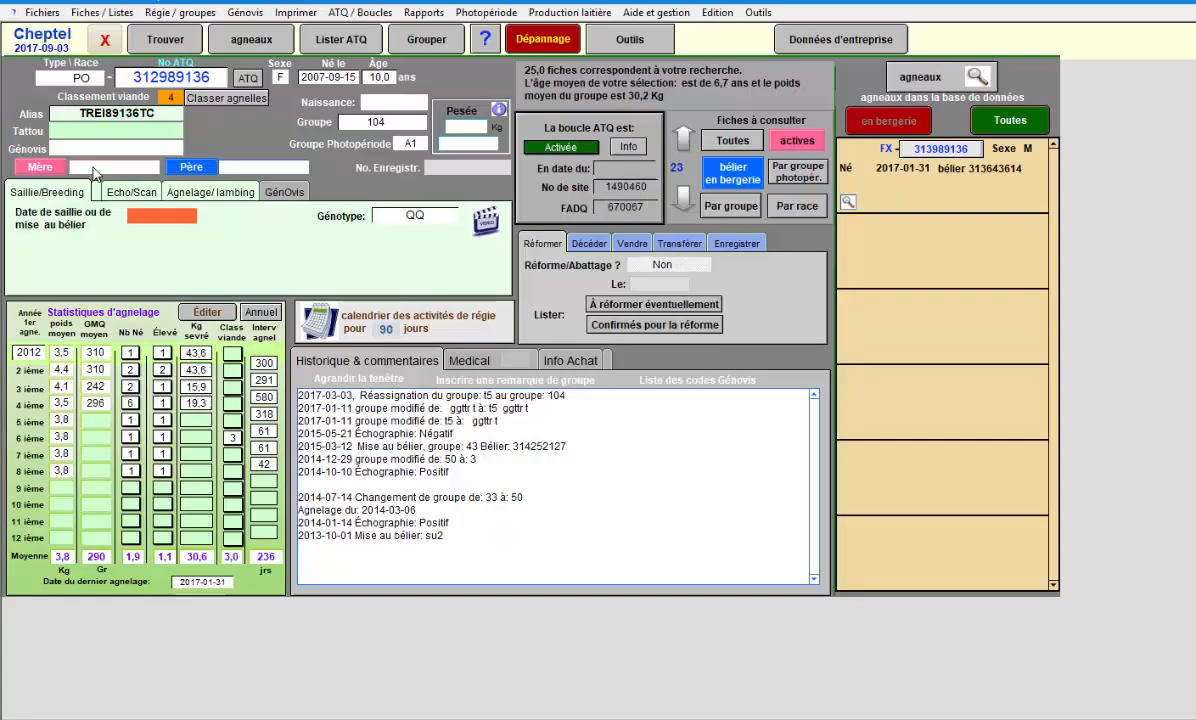 ? Fichiers Fiches / Listes Régie / groupes Génovis Imprimer ATQ / Boucles Rapports Photopériode Production laitière Aide et gestion Edition Outils
Cheptel
2017-09-03
X
Trouver
agneaux
Lister ATQ
Grouper
?
Dépannage
Outils
Données d'entreprise
Type \ Race No ATQ Sexe Né le Âge
PO - 312989136 ATQ F 2007-09-15 10,0 ans
Classement viande 4 Classer agnelles
Naissance:
Alias TREI89136TC
Groupe 104
Tattou
Génovis
Groupe Photopériode A1
Pesée i
Kg
Mère Père No. Enregistr.
Saillie/Breeding Echo/Scan Agnelage/ lambing GénOvis
Date de saillie ou de
mise au bélier
Génotype: QQ
VIDEO
25,0 fiches correspondent à votre recherche.
L'âge moyen de votre sélection: est de 6,7 ans et le poids
moyen du groupe est 30,2 Kg
La boucle ATQ est:
Activée Info
En date du:
No de site 1490460
FADQ 670067
23
Fiches à consulter
Toutes actives
bélier
en bergerie
Par groupe
photopér.
Par groupe Par race
Réformer Décéder Vendre Transférer Enregistrer
Réforme/Abattage ? Non
Le:
Lister:
À réformer éventuellement
Confirmés pour la réforme
agneaux
agneaux dans la base de données
en bergerie Toutes
FX - 313989136 Sexe M
Né 2017-01-31 bélier 313643614
Statistiques d'agnelage Éditer Annuel
Année
1er
agne.
poids
moyen
GMQ
moyen
Nb Né
Élevé
Kg
sevré
Class
viande
Interv
agnel
2012 3,5 310 1 1 43,6
300
2 ième 4,4 310 2 2 43,6
291
3 ième 4,1 242 2 1 15,9
580
4 ième 3,5 296 6 1 19,3
318
5 ième 3,8 1 1
61
6 ième 3,8 1 1 3
61
7 ième 3,8 1 1
42
8 ième 3,8 1 1
9 ième
10 ième
11 ième
12 ième
Moyenne 3,8 290 1,9 1,1 30,6 3,0 236
Kg Gr jrs
Date du dernier agnelage: 2017-01-31
calendrier des activités de régie
pour 90 jours
Historique & commentaires Medical Info Achat
Agrandir la fenêtre Inscrire une remarque de groupe Liste des codes Génovis
2017-03-03, Réassignation du groupe: t5 au groupe: 104
2017-01-11 groupe modifié de: ggttr t à: t5 ggttr t
2017-01-11 groupe modifié de: t5 à: ggttr t
2015-05-21 Échographie: Négatif
2015-03-12 Mise au bélier, groupe: 43 Bélier: 314252127
2014-12-29 groupe modifié de: 50 à: 3
2014-10-10 Échographie: Positif
2014-07-14 Changement de groupe de: 33 à: 50
Agnelage du: 2014-03-06
2014-01-14 Échographie: Positif
2013-10-01 Mise au bélier: su2